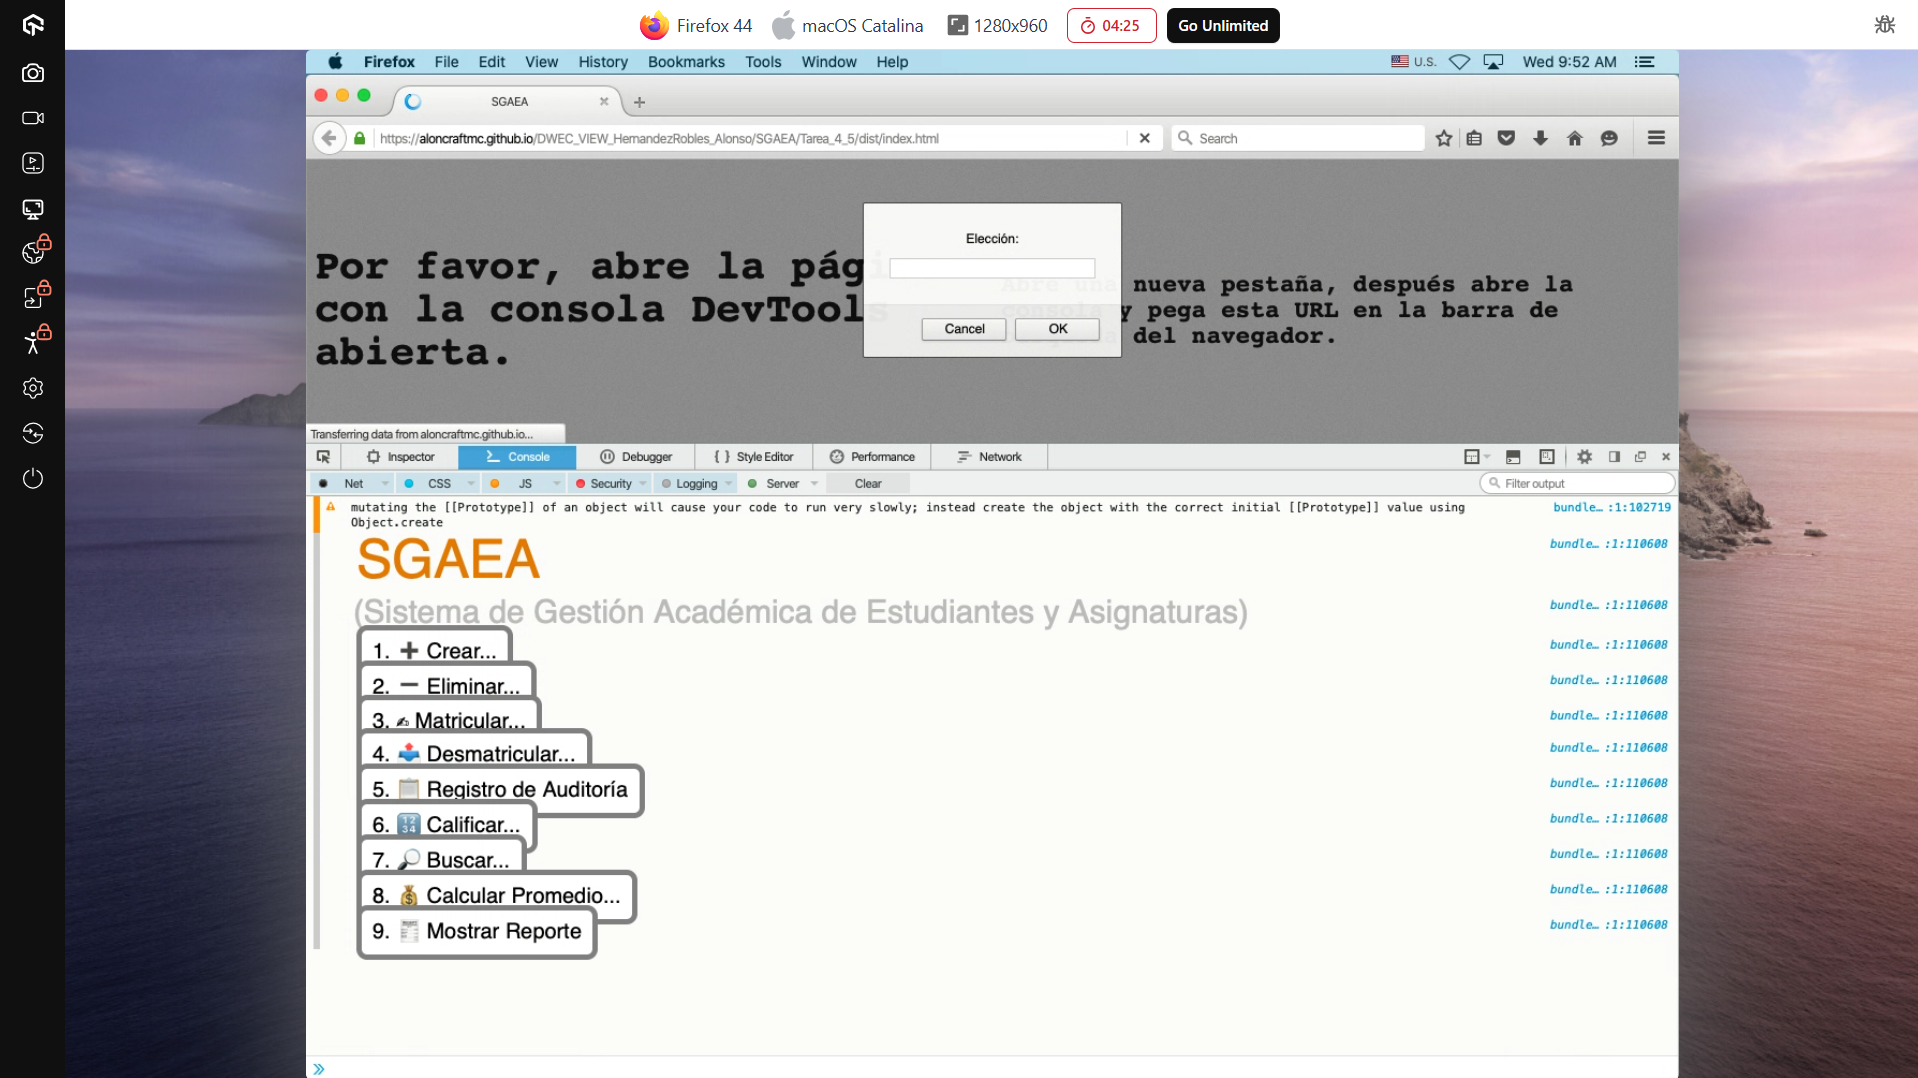 Firefox 44 macOS Catalina 1280x960 04:25 Go Unlimited
Firefox File Edit View History Bookmarks Tools Window Help U.S. Wed 9:52 AM
SGAEA
https://aloncraftmc.github.io/DWEC_VIEW_HernandezRobles_Alonso/SGAEA/Tarea_4_5/dist/index.html Search
Por favor, abre la pági
con la consola DevTools
abierta.
Elección:
Cancel OK
Abre una nueva pestaña, después abre la
consola y pega esta URL en la barra de
del navegador.
Transferring data from aloncraftmc.github.io...
Inspector Console Debugger Style Editor Performance Network
Net CSS JS Security Logging Server Clear Filter output
mutating the [[Prototype]] of an object will cause your code to run very slowly; instead create the object with the correct initial [[Prototype]] value using bundle… :1:102719
Object.create
SGAEA bundle… :1:110608
(Sistema de Gestión Académica de Estudiantes y Asignaturas) bundle… :1:110608
1. ➕ Crear... bundle… :1:110608
2. ➖ Eliminar... bundle… :1:110608
3. ✍ Matricular... bundle… :1:110608
4. 📤 Desmatricular... bundle… :1:110608
5. 📋 Registro de Auditoría bundle… :1:110608
6. 🔢 Calificar... bundle… :1:110608
7. 🔎 Buscar... bundle… :1:110608
8. 💰 Calcular Promedio... bundle… :1:110608
9. 🧾 Mostrar Reporte bundle… :1:110608